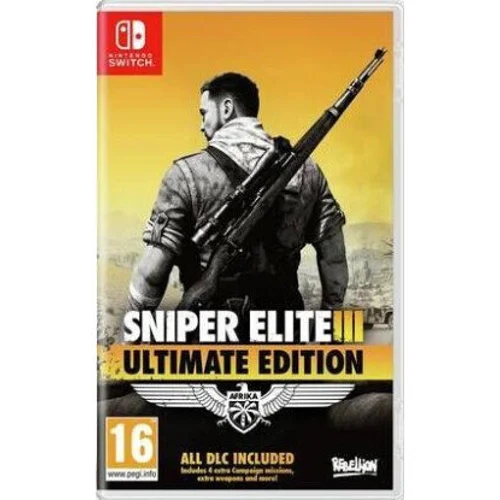 NINTENDO
SWITCH™
SNIPER ELITE III
ULTIMATE EDITION
AFRIKA
16
www.pegi.info
ALL DLC INCLUDED
Includes 4 extra Campaign missions,
extra weapons and more!
REBELLION